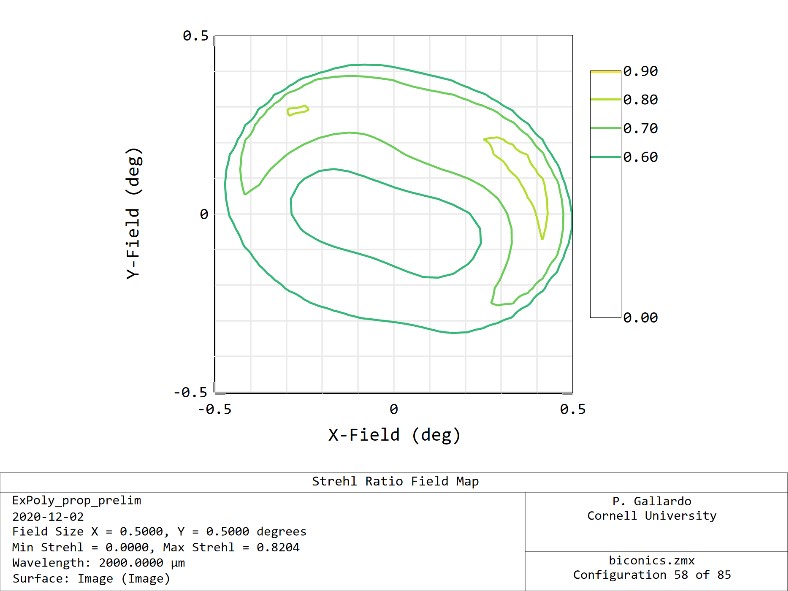 0.5
0
-0.5
-0.5
0
0.5
Y-Field (deg)
X-Field (deg)
0.90
0.80
0.70
0.60
0.00
Strehl Ratio Field Map
ExPoly_prop_prelim
2020-12-02
Field Size X = 0.5000, Y = 0.5000 degrees
Min Strehl = 0.0000, Max Strehl = 0.8204
Wavelength: 2000.0000 µm
Surface: Image (Image)
P. Gallardo
Cornell University
biconics.zmx
Configuration 58 of 85